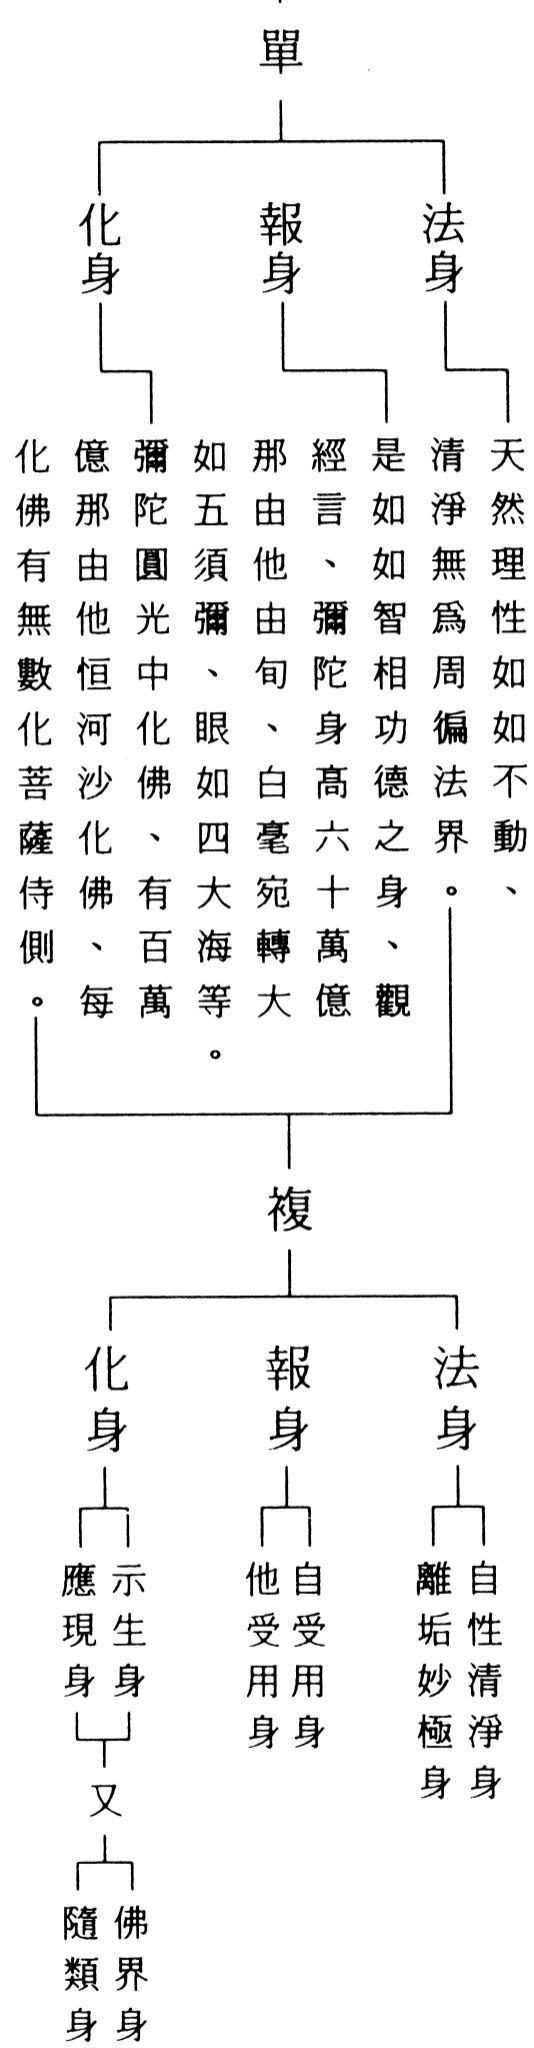 單
法身
報身
化身
天然理性如如不動、
清淨無爲周徧法界。
是如如智相功德之身、觀
經言、彌陀身高六十萬億
那由他由旬、白毫宛轉大
如五須彌、眼如四大海等。
彌陀圓光中化佛、有百萬
億那由他恒河沙化佛、每
化佛有無數化菩薩侍側。
複
法身
報身
化身
自性清淨身
離垢妙極身
自受用身
他受用身
示生身
應現身
又
佛界身
隨類身